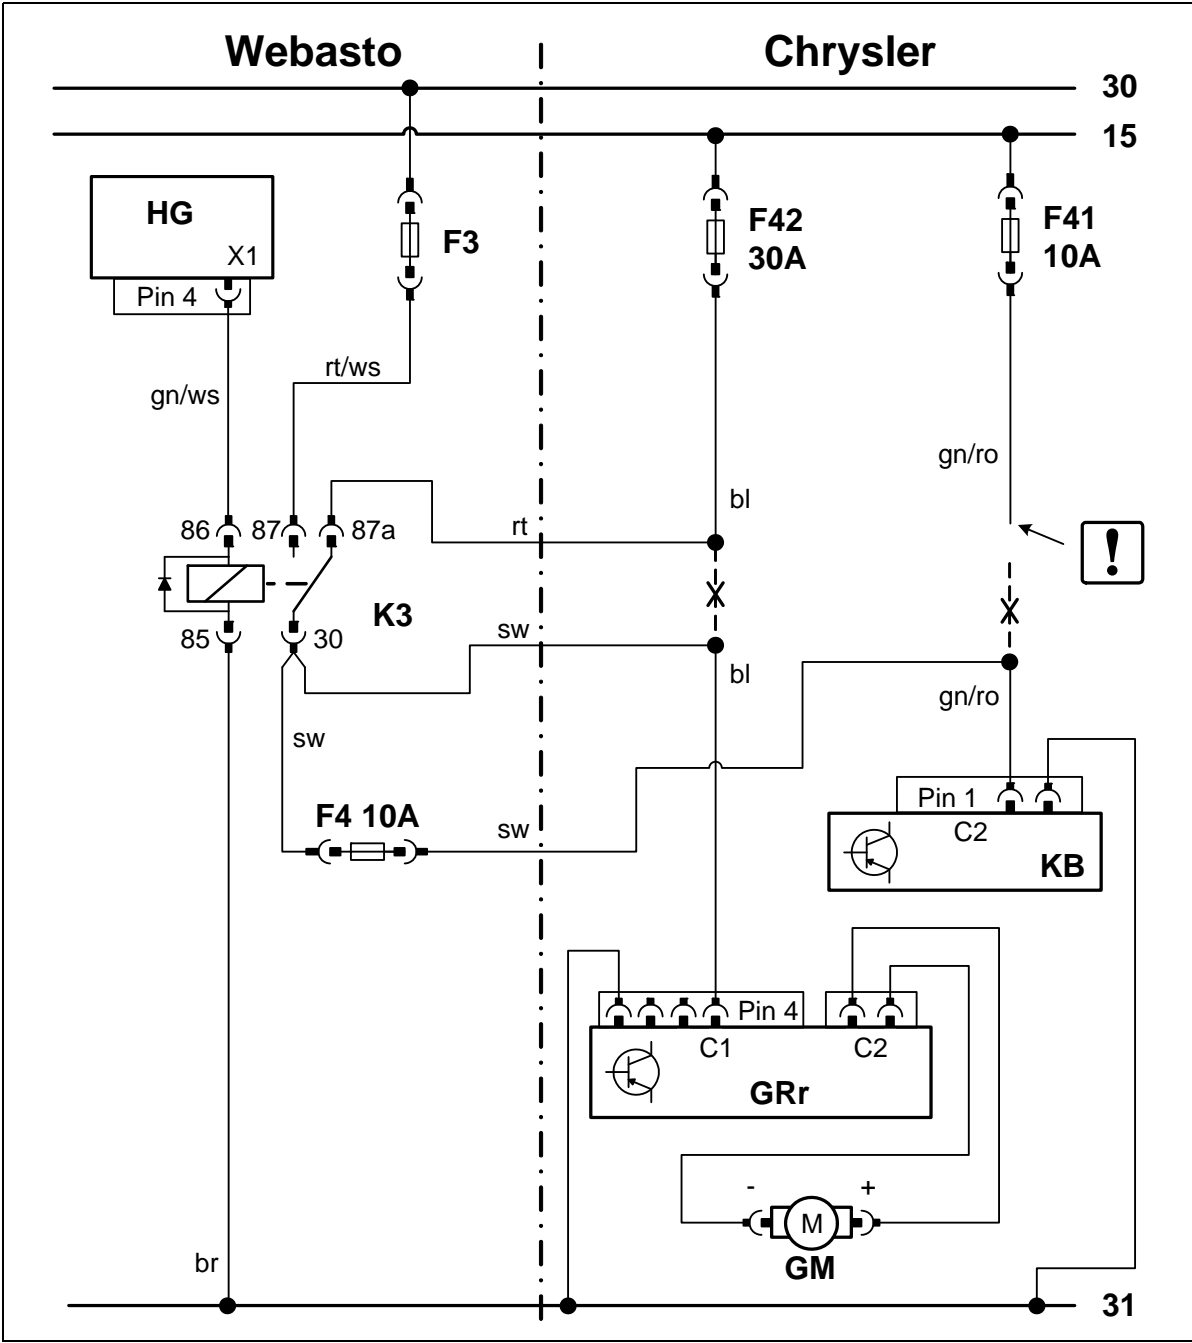 Webasto
Chrysler
30
15
HG
X1
Pin 4
F3
F42
30A
F41
10A
rt/ws
gn/ws
gn/ro
bl
86
87
87a
rt
!
K3
85
30
sw
bl
gn/ro
sw
F4 10A
sw
Pin 1
C2
KB
Pin 4
C1
C2
GRr
-
+
M
GM
br
31